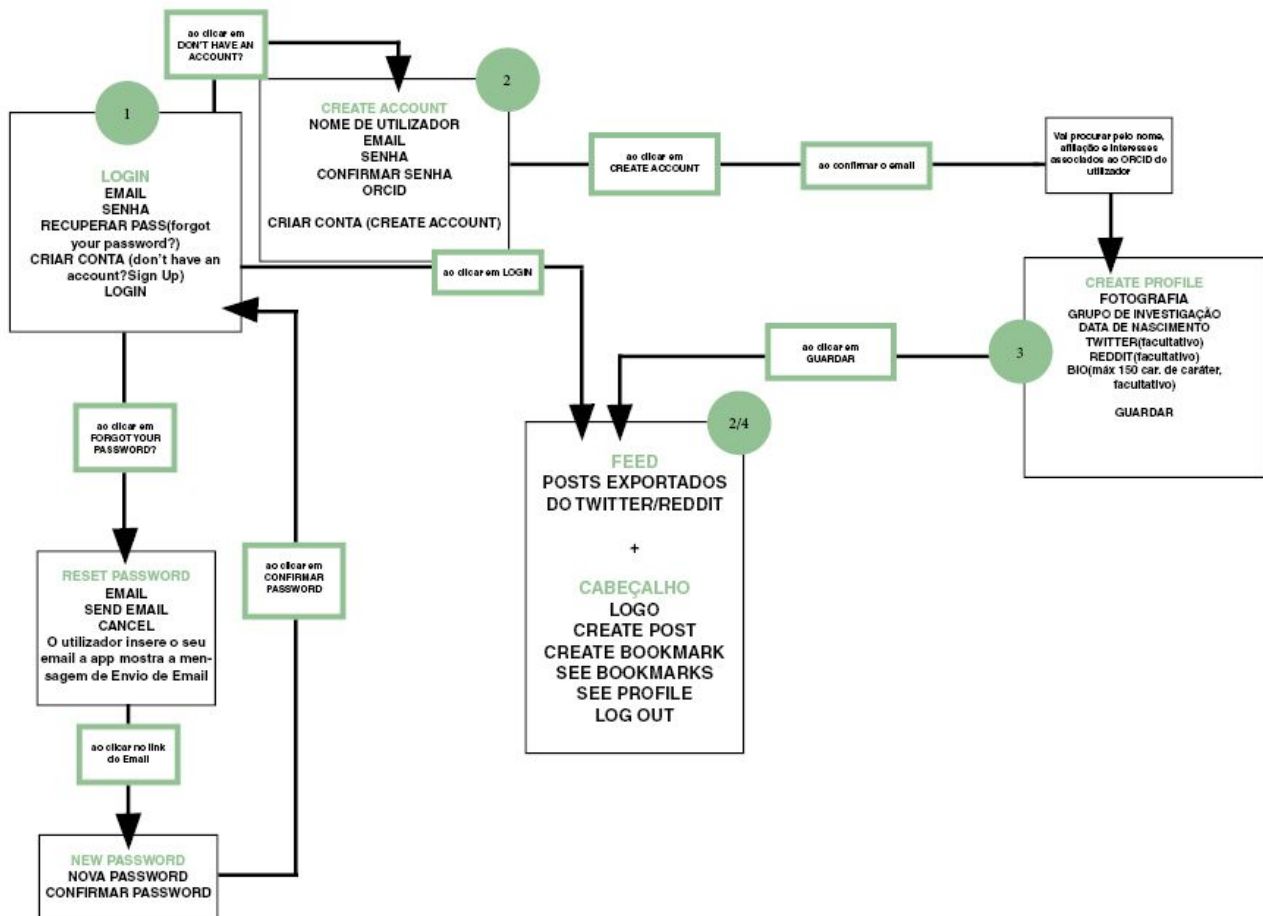 ao clicar em
DON'T HAVE AN
ACCOUNT?
1
LOGIN
EMAIL
SENHA
RECUPERAR PASS(forgot
your password?)
CRIAR CONTA (don't have an
account?Sign Up)
LOGIN
2
CREATE ACCOUNT
NOME DE UTILIZADOR
EMAIL
SENHA
CONFIRMAR SENHA
ORCID
CRIAR CONTA (CREATE ACCOUNT)
ao clicar em
CREATE ACCOUNT
ao confirmar o email
Vai procurar pelo nome,
afiliação e interesses
associados ao ORCID do
utilizador
ao clicar em LOGIN
CREATE PROFILE
FOTOGRAFIA
GRUPO DE INVESTIGAÇÃO
DATA DE NASCIMENTO
TWITTER(facultativo)
REDDIT(facultativo)
BIO(máx 150 car. de caráter,
facultativo)
GUARDAR
3
ao clicar em
GUARDAR
2/4
FEED
POSTS EXPORTADOS
DO TWITTER/REDDIT
+
CABEÇALHO
LOGO
CREATE POST
CREATE BOOKMARK
SEE BOOKMARKS
SEE PROFILE
LOG OUT
ao clicar em
FORGOT YOUR
PASSWORD?
RESET PASSWORD
EMAIL
SEND EMAIL
CANCEL
O utilizador insere o seu
email a app mostra a men-
sagem de Envio de Email
ao clicar em
CONFIRMAR
PASSWORD
ao clicar no link
do Email
NEW PASSWORD
NOVA PASSWORD
CONFIRMAR PASSWORD